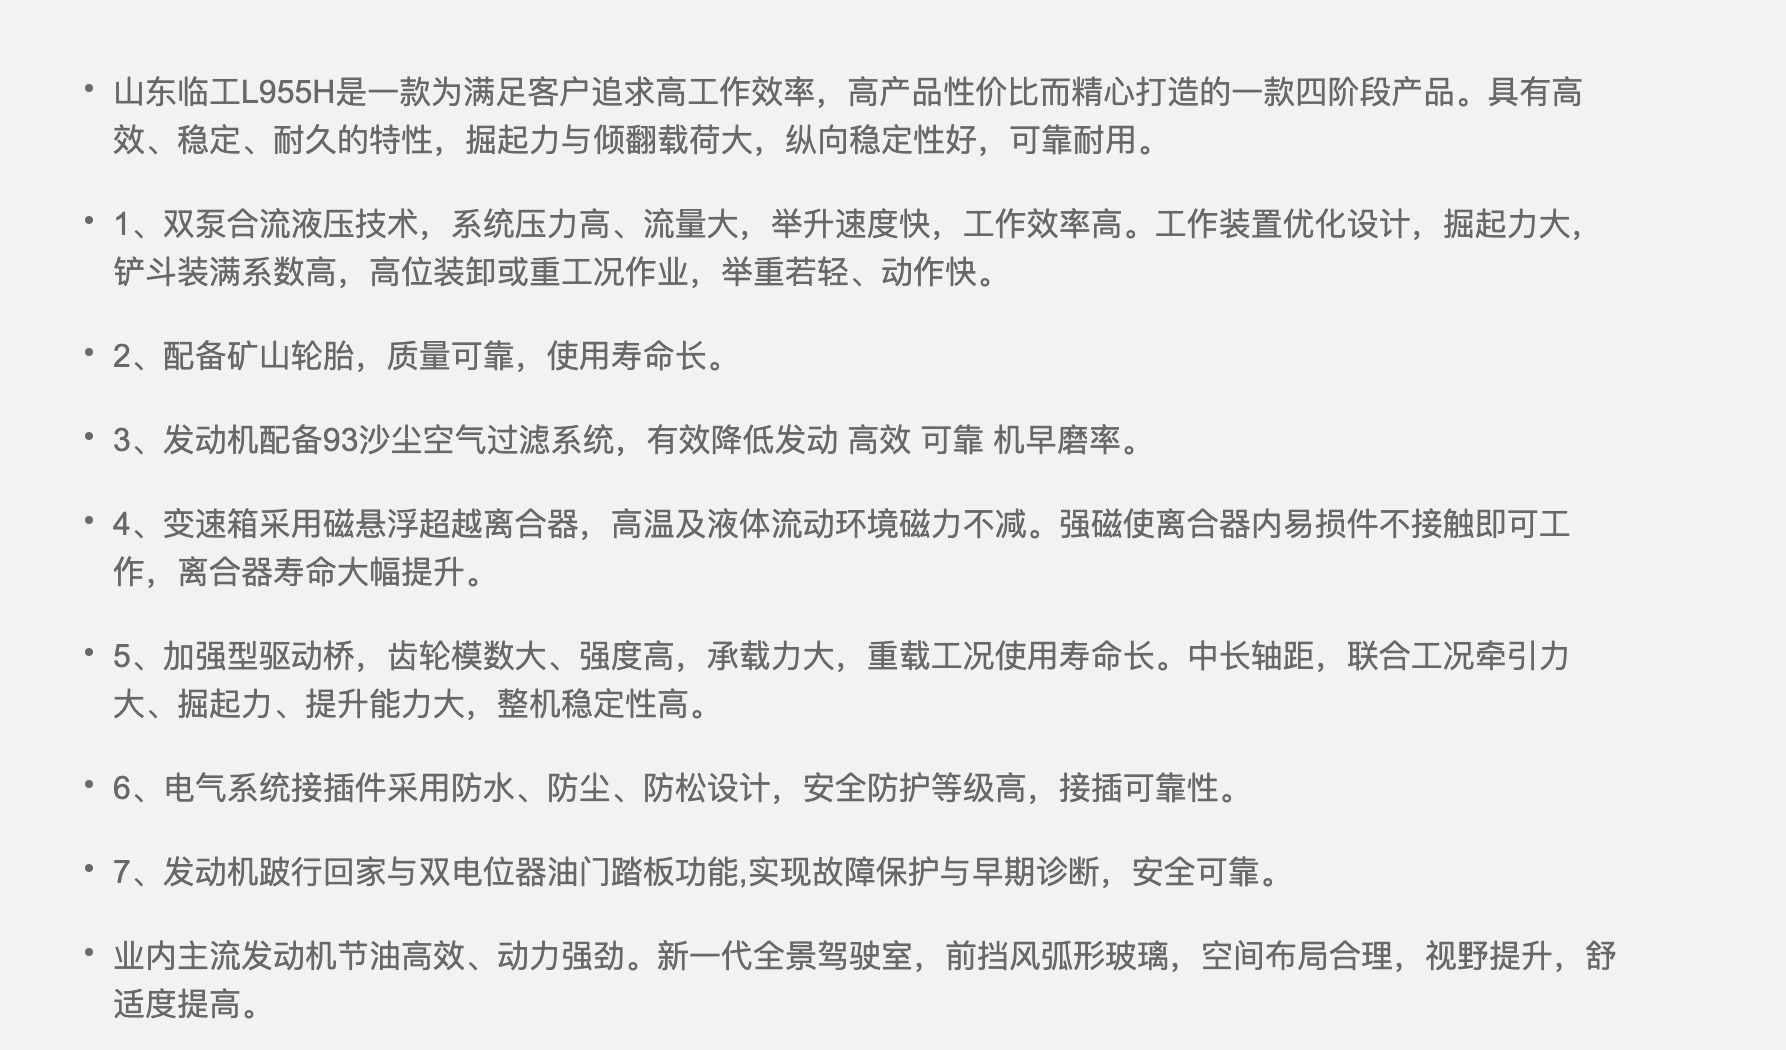 • 山东临工L955H是一款为满足客户追求高工作效率，高产品性价比而精心打造的一款四阶段产品。具有高
效、稳定、耐久的特性，掘起力与倾翻载荷大，纵向稳定性好，可靠耐用。
• 1、双泵合流液压技术，系统压力高、流量大，举升速度快，工作效率高。工作装置优化设计，掘起力大，
铲斗装满系数高，高位装卸或重工况作业，举重若轻、动作快。
• 2、配备矿山轮胎，质量可靠，使用寿命长。
• 3、发动机配备93沙尘空气过滤系统，有效降低发动 高效 可靠 机早磨率。
• 4、变速箱采用磁悬浮超越离合器，高温及液体流动环境磁力不减。强磁使离合器内易损件不接触即可工
作，离合器寿命大幅提升。
• 5、加强型驱动桥，齿轮模数大、强度高，承载力大，重载工况使用寿命长。中长轴距，联合工况牵引力
大、掘起力、提升能力大，整机稳定性高。
• 6、电气系统接插件采用防水、防尘、防松设计，安全防护等级高，接插可靠性。
• 7、发动机跛行回家与双电位器油门踏板功能,实现故障保护与早期诊断，安全可靠。
• 业内主流发动机节油高效、动力强劲。新一代全景驾驶室，前挡风弧形玻璃，空间布局合理，视野提升，舒
适度提高。